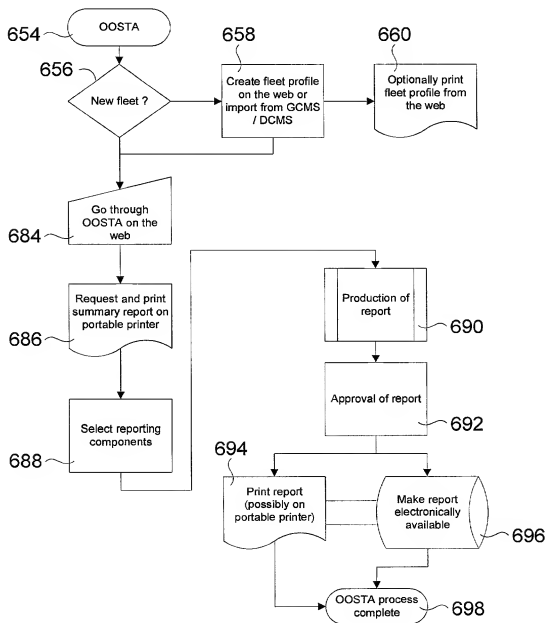 654
OOSTA
656
New fleet ?
658
Create fleet profile
on the web or
import from GCMS
/ DCMS
660
Optionally print
fleet profile from
the web
684
Go through
OOSTA on the
web
686
Request and print
summary report on
portable printer
688
Select reporting
components
Production of
report
690
Approval of report
692
694
Print report
(possibly on
portable printer)
Make report
electronically
available
696
OOSTA process
complete
698